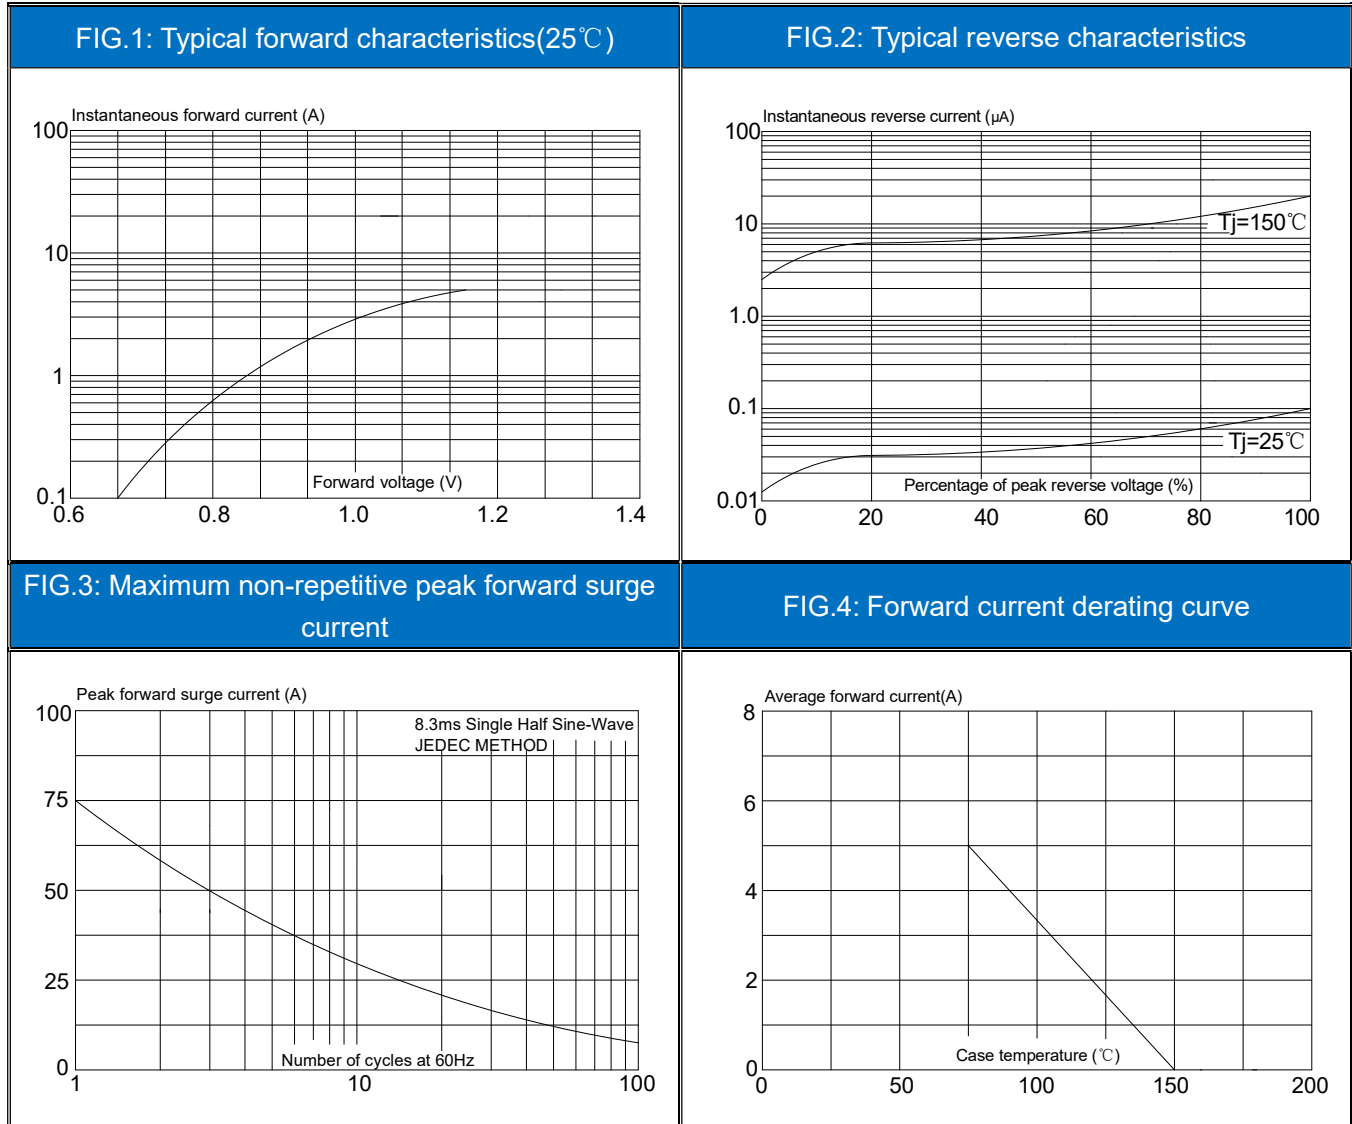 FIG.1: Typical forward characteristics(25℃)
Instantaneous forward current (A)
100
10
1
0.1
0.6 0.8 1.0 1.2 1.4
Forward voltage (V)
FIG.2: Typical reverse characteristics
Instantaneous reverse current (μA)
100
10
1.0
0.1
0.01
Tj=150℃
Tj=25℃
Percentage of peak reverse voltage (%)
0 20 40 60 80 100
FIG.3: Maximum non-repetitive peak forward surge
current
Peak forward surge current (A)
100
75
50
25
0
8.3ms Single Half Sine-Wave
JEDEC METHOD
Number of cycles at 60Hz
1 10 100
FIG.4: Forward current derating curve
Average forward current(A)
8
6
4
2
0
Case temperature (℃)
0 50 100 150 200